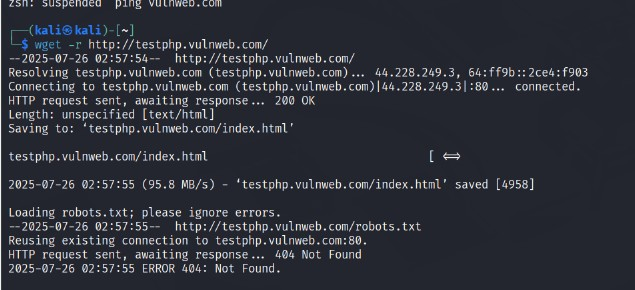 zsh: suspended  ping vulnweb.com
┌──(kali㉿kali)-[~]
└─$ wget -r http://testphp.vulnweb.com/
--2025-07-26 02:57:54--  http://testphp.vulnweb.com/
Resolving testphp.vulnweb.com (testphp.vulnweb.com)... 44.228.249.3, 64:ff9b::2ce4:f903
Connecting to testphp.vulnweb.com (testphp.vulnweb.com)|44.228.249.3|:80... connected.
HTTP request sent, awaiting response... 200 OK
Length: unspecified [text/html]
Saving to: ‘testphp.vulnweb.com/index.html’
testphp.vulnweb.com/index.html                    [ <=>
2025-07-26 02:57:55 (95.8 MB/s) - ‘testphp.vulnweb.com/index.html’ saved [4958]
Loading robots.txt; please ignore errors.
--2025-07-26 02:57:55--  http://testphp.vulnweb.com/robots.txt
Reusing existing connection to testphp.vulnweb.com:80.
HTTP request sent, awaiting response... 404 Not Found
2025-07-26 02:57:55 ERROR 404: Not Found.